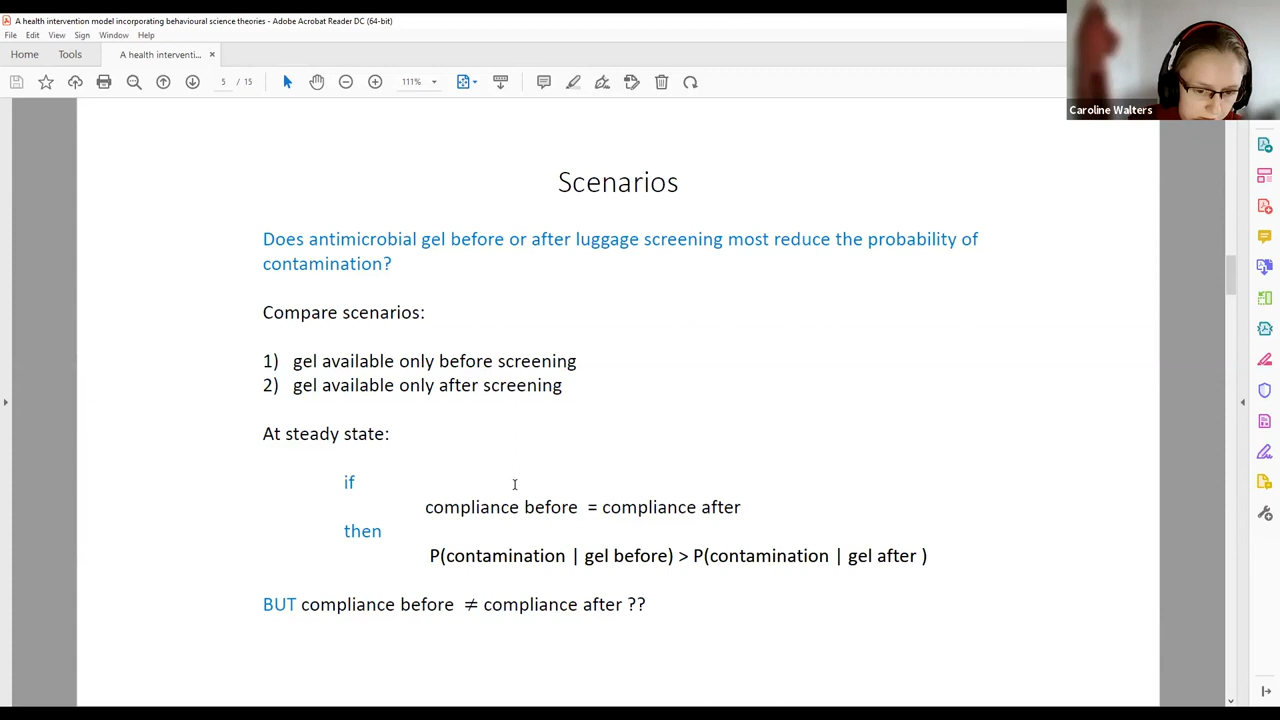 A health intervention model incorporating behavioural science theories - Adobe Acrobat Reader DC (64-bit)
File Edit View Sign Window Help
Home Tools A health interventi... ×
5 / 15 111%
Caroline Walters
Scenarios
Does antimicrobial gel before or after luggage screening most reduce the probability of
contamination?
Compare scenarios:
1) gel available only before screening
2) gel available only after screening
At steady state:
if
compliance before = compliance after
then
P(contamination | gel before) > P(contamination | gel after )
BUT compliance before ≠ compliance after ??